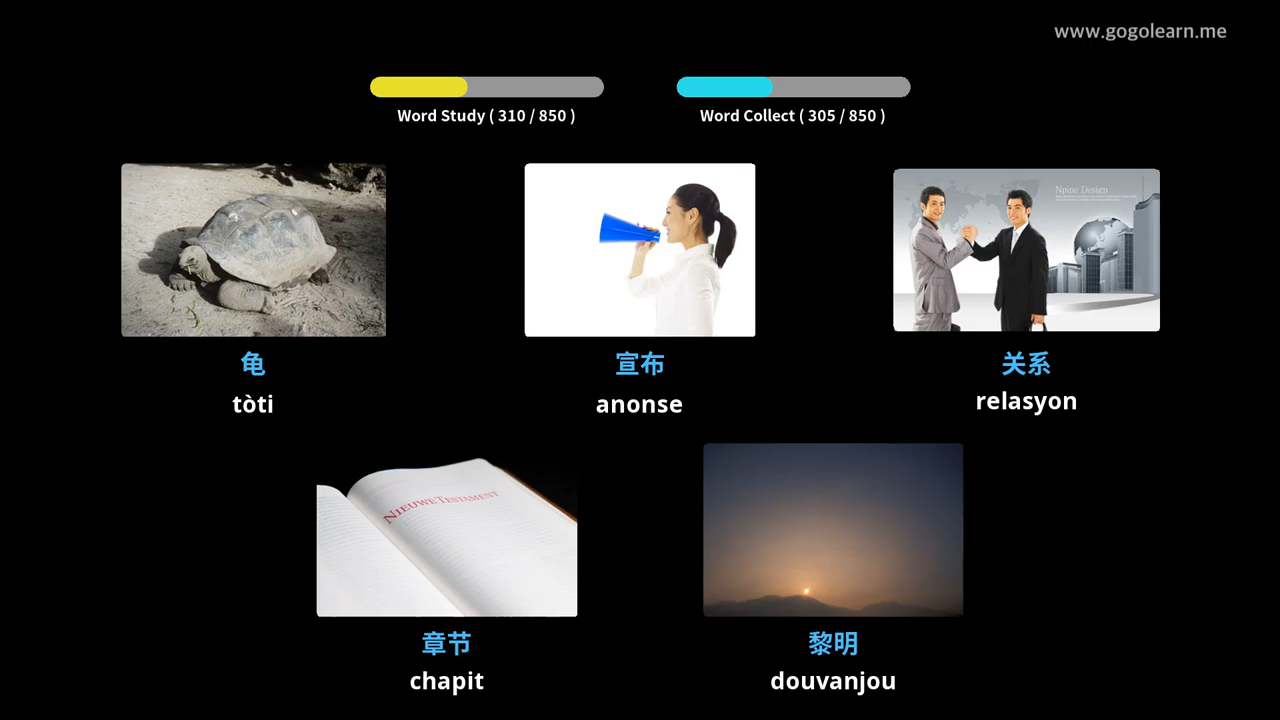 www.gogolearn.me
Word Study ( 310 / 850 )
Word Collect ( 305 / 850 )
Npine Design
龟
tòti
宣布
anonse
关系
relasyon
NIEUWE TESTAMENT
章节
chapit
黎明
douvanjou